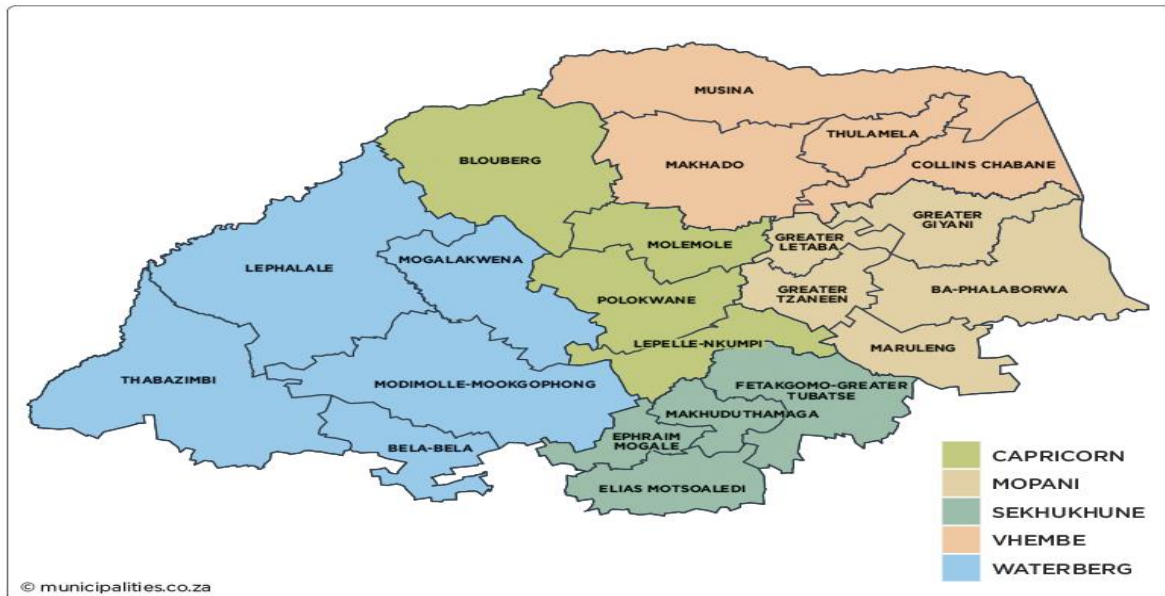 MUSINA
THULAMELA
BLOUBERG
MAKHADO
COLLINS CHABANE
GREATER
GIYANI
MOLEMOLE
GREATER
LETABA
LEPHALALE
MOGALAKWENA
POLOKWANE
GREATER
TZANEEN
BA-PHALABORWA
LEPELLE-NKUMPI
MARULENG
THABAZIMBI
MODIMOLLE-MOOKGOPHONG
FETAKGOMO-GREATER
TUBATSE
MAKHUDUTHAMAGA
EPHRAIM
MOGALE
BELA-BELA
ELIAS MOTSOALEDI
CAPRICORN
MOPANI
SEKHUKHUNE
VHEMBE
WATERBERG
© municipalities.co.za